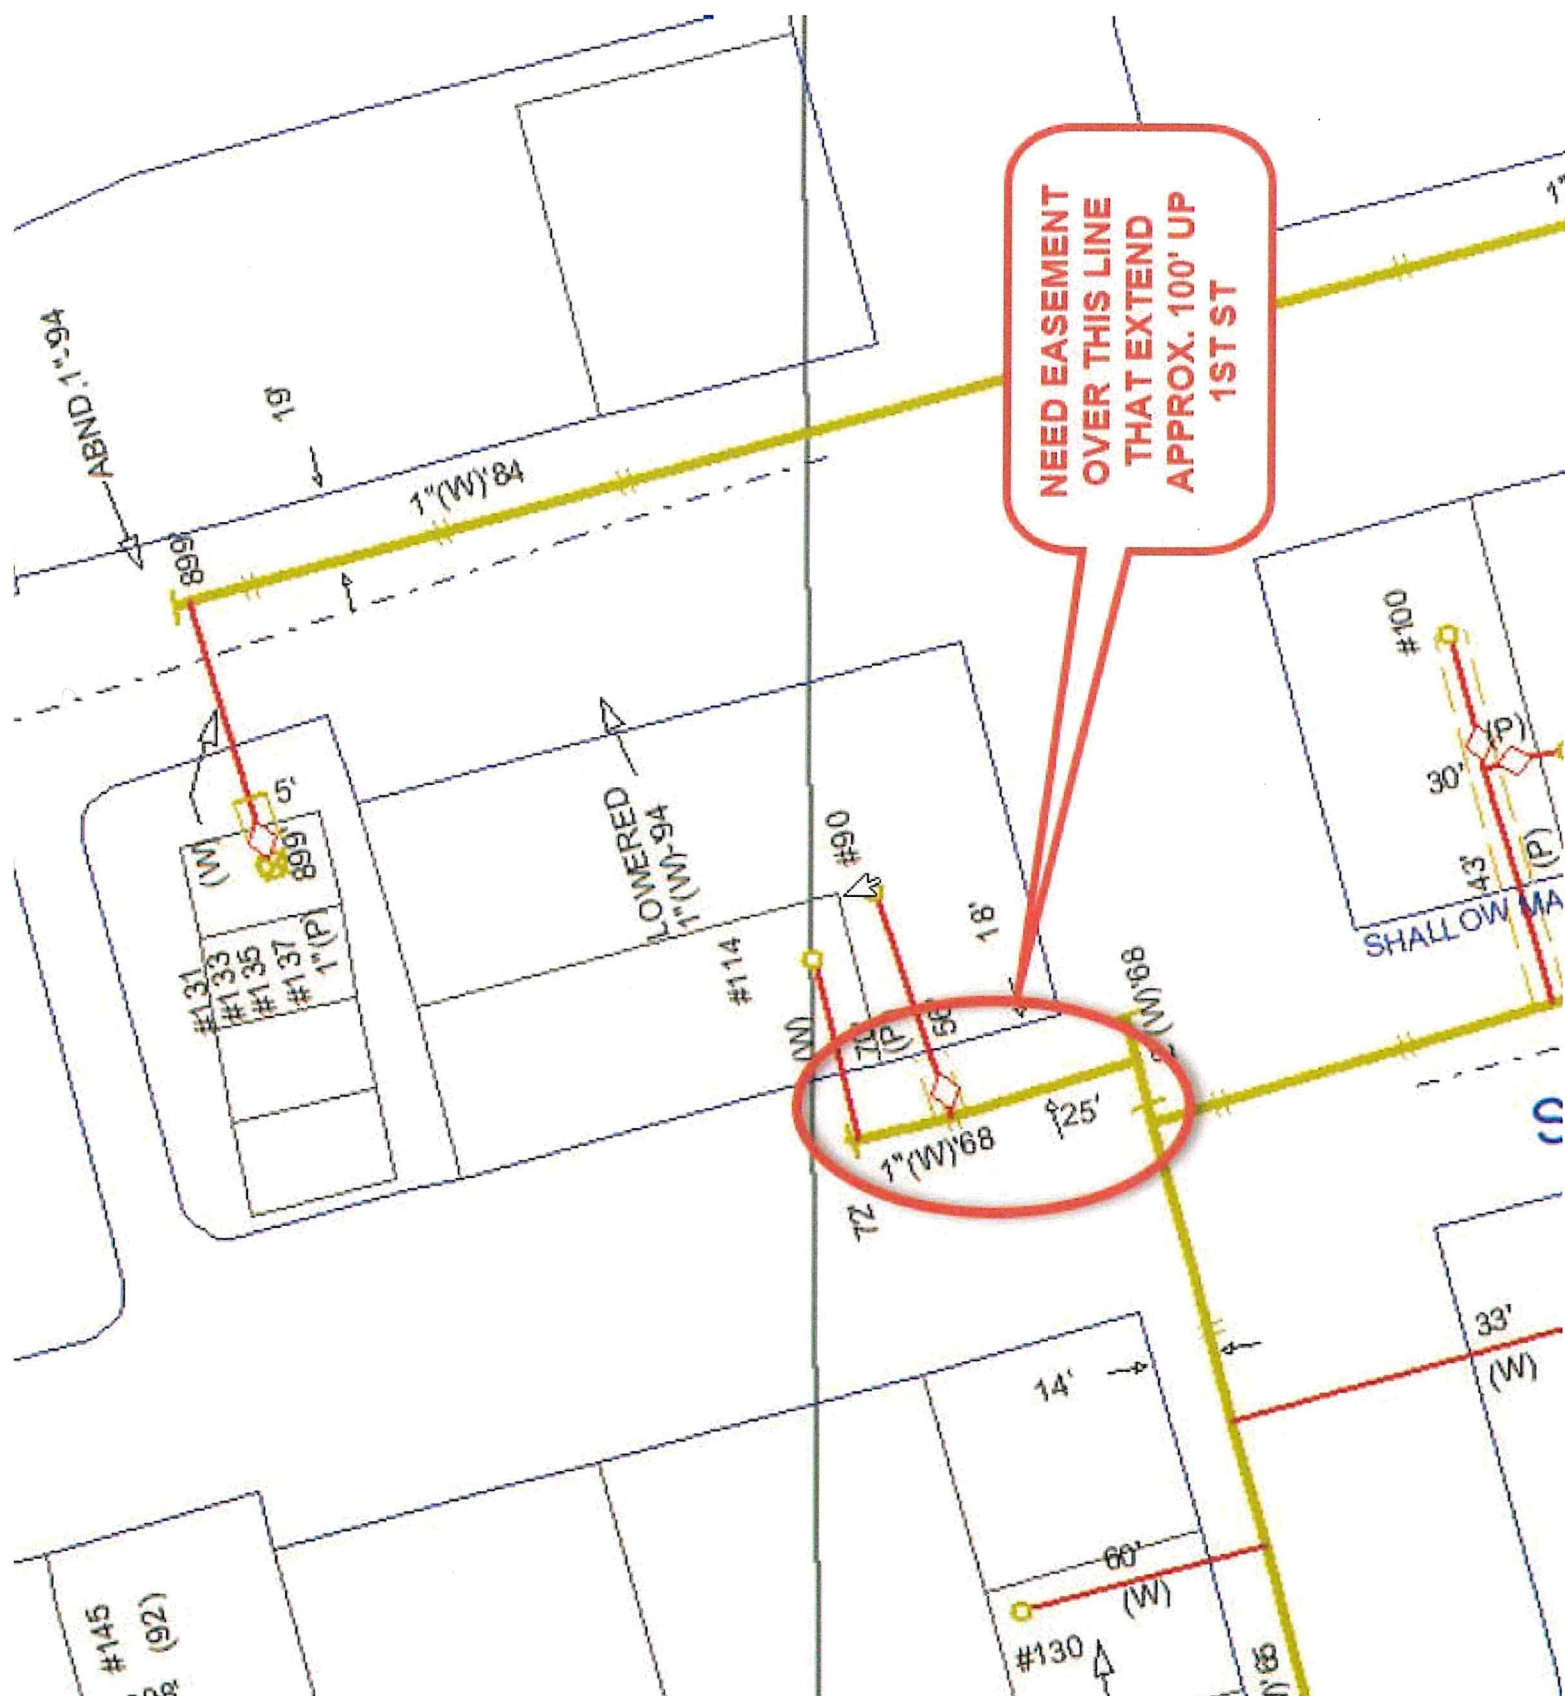 ABND.1"-'94
19'
1"(W)'84
899'
NEED EASEMENT
OVER THIS LINE
THAT EXTEND
APPROX. 100' UP
1ST ST
1"
#100
(P)
30'
5'
(W)
899'
LOWERED
1"(W)-'94
#90
43'
(P)
SHALLOW MA
#131
#133
#135
#137
1"(P)
#114
18'
(W)
(P)
(W)'68
25'
1"(W)'68
72
S
33'
(W)
14'
60'
(W)
#130
#145
(92)